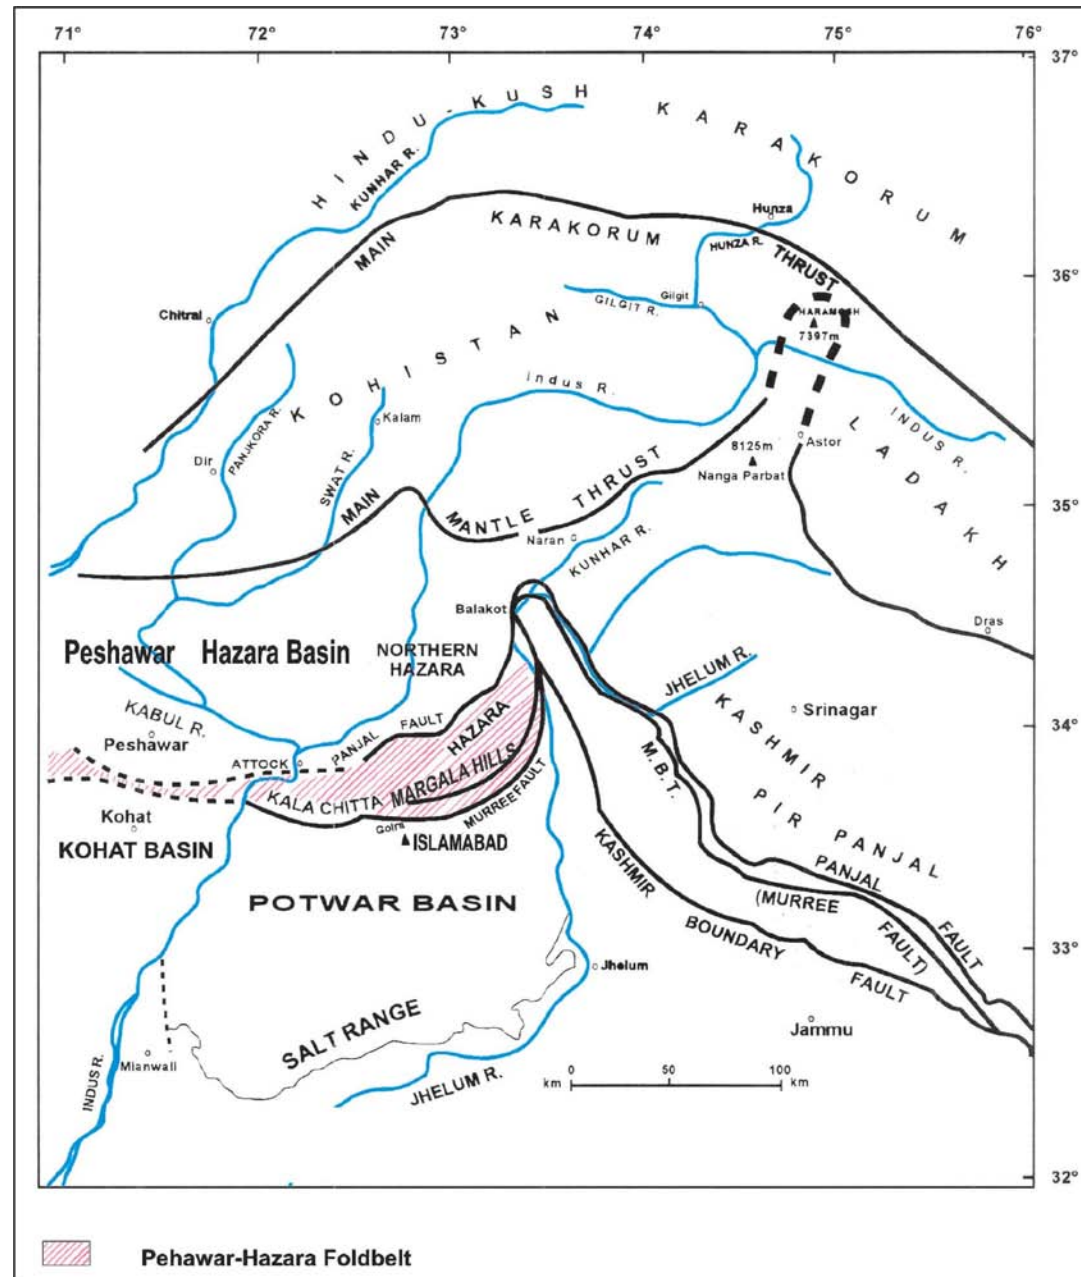 71° 72° 73° 74° 75° 76°
37°
HINDU-KUSH
KARAKORUM
KUNHAR R.
MAIN KARAKORUM THRUST
Hunza
HUNZA R.
36°
Chitral
GILGIT R.
Gilgit
HARAMOSH
7397m
KOHISTAN
Indus R.
INDUS R.
LADAKH
PANJKORA R.
Kalam
Dir
SWAT R.
8125m
Nanga Parbat
Astor
35°
MAIN MANTLE THRUST
Naran
KUNHAR R.
Balakot
Dras
Peshawar Hazara Basin
NORTHERN
HAZARA
JHELUM R.
KASHMIR
Srinagar
34°
KABUL R.
Peshawar
ATTOCK
PANJAL FAULT
HAZARA
MARGALA HILLS
KALA CHITTA
MURREE FAULT
M.B.T.
PIR PANJAL
Kohat
KOHAT BASIN
Golra
ISLAMABAD
PANJAL FAULT
(MURREE FAULT)
KASHMIR BOUNDARY FAULT
POTWAR BASIN
33°
Jhelum
SALT RANGE
Jammu
Mianwali
INDUS R.
JHELUM R.
km 0 50 100 km
32°
Pehawar-Hazara Foldbelt